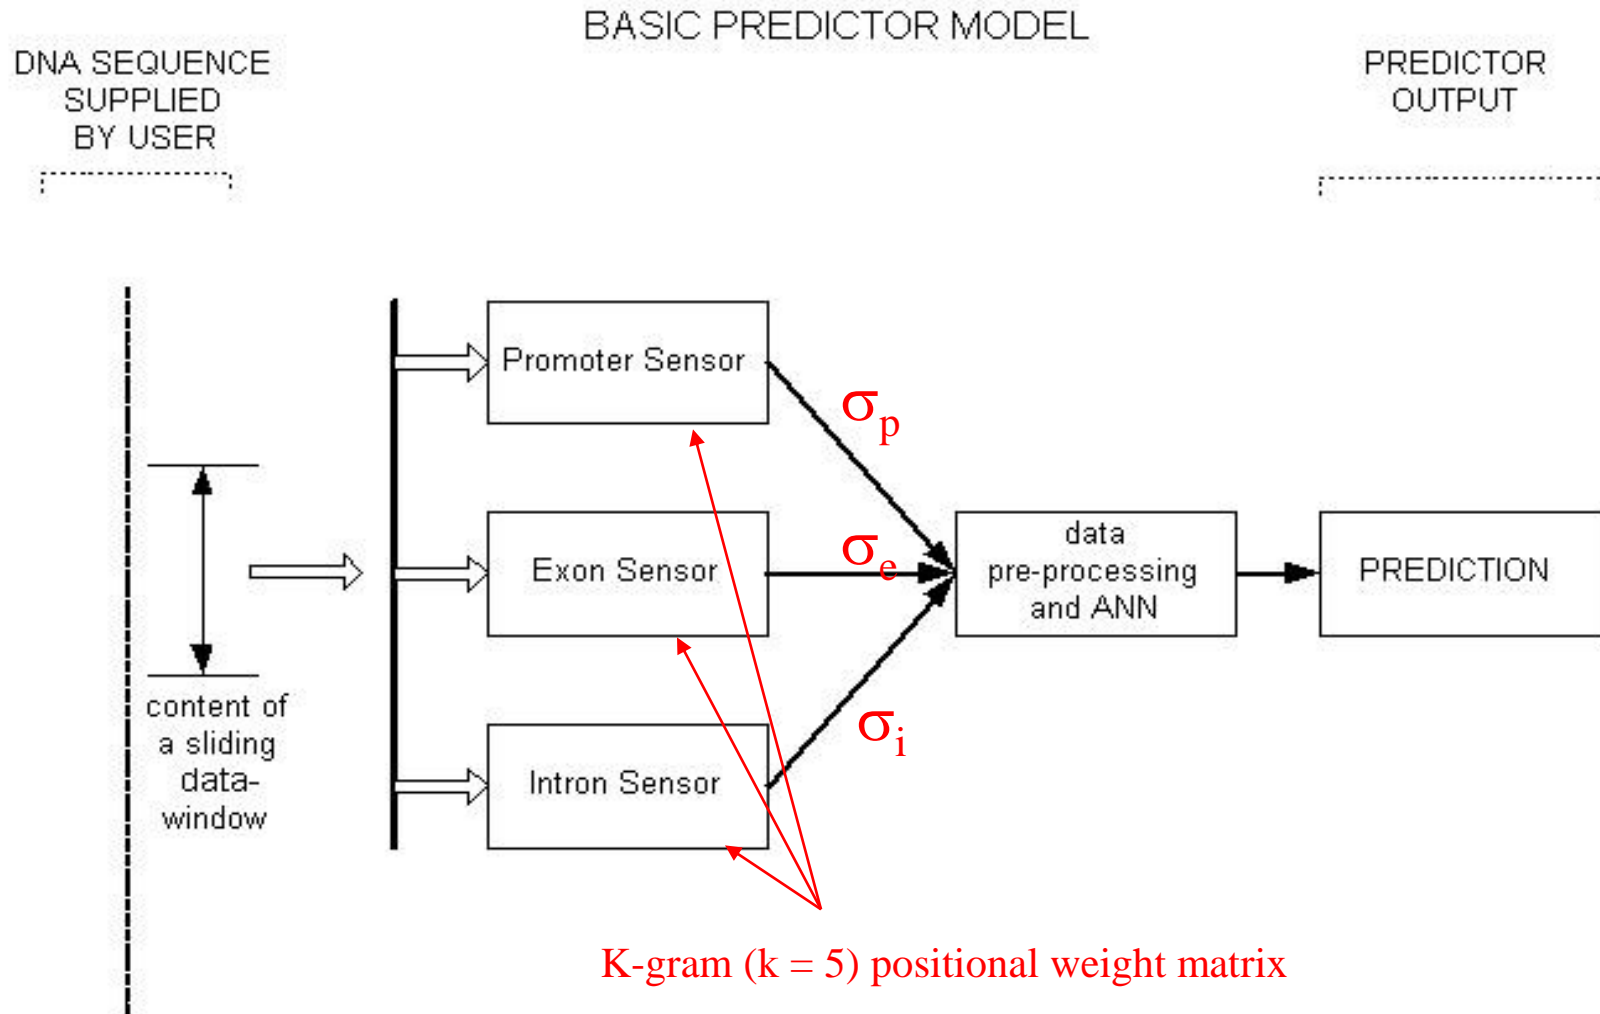 BASIC PREDICTOR MODEL
DNA SEQUENCE
SUPPLIED
BY USER
PREDICTOR
OUTPUT
Promoter Sensor
σp
Exon Sensor
σe
data
pre-processing
and ANN
PREDICTION
content of
a sliding
data-
window
Intron Sensor
σi
K-gram (k = 5) positional weight matrix